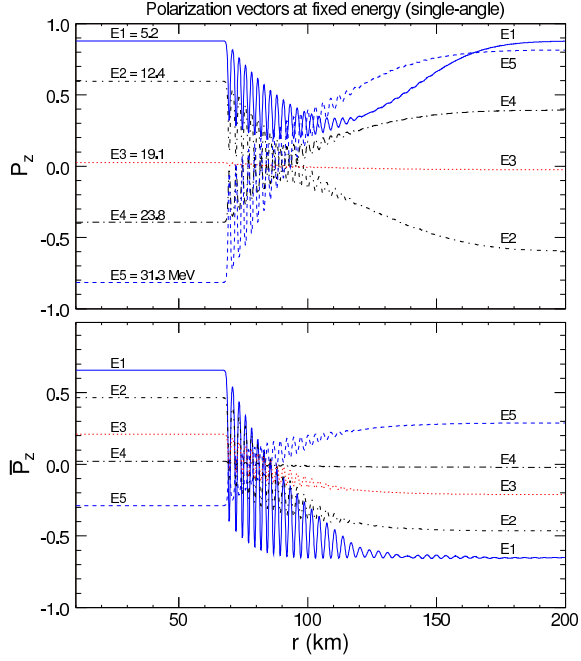 Polarization vectors at fixed energy (single-angle)
1.0
E1 = 5.2
E1
E5
E2 = 12.4
0.5
E4
Pz
E3 = 19.1
E3
0.0
E4 = 23.8
-0.5
E2
E5 = 31.3 MeV
-1.0
E1
E2
0.5
E3
E5
P̅z
E4
0.0
E4
E3
E5
-0.5
E2
E1
-1.0
50
100
150
200
r (km)